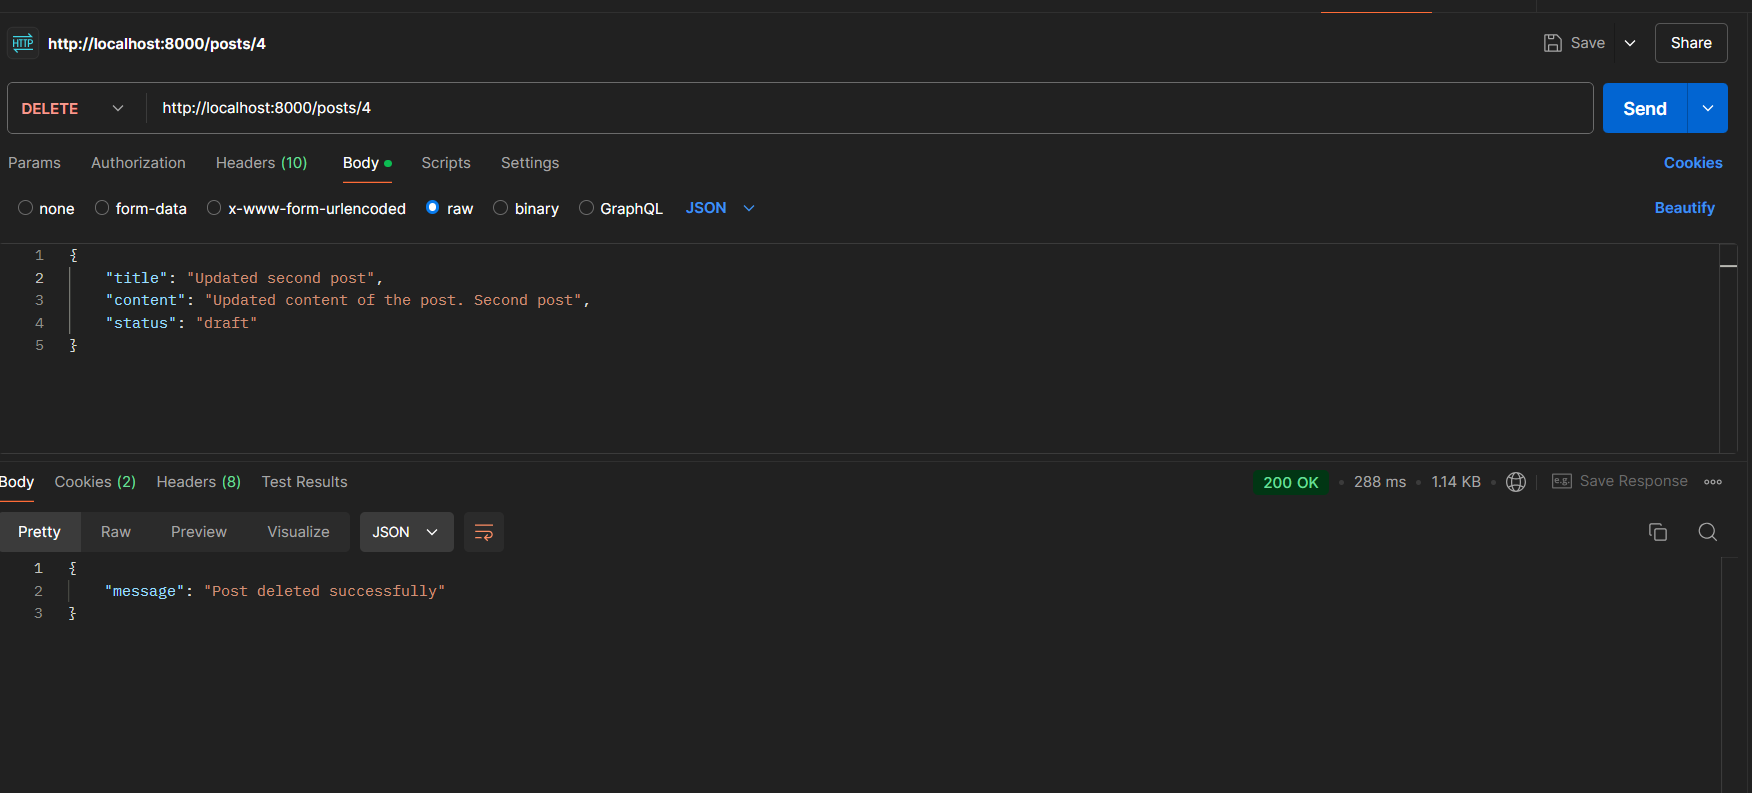 HTTP http://localhost:8000/posts/4 Save Share
DELETE http://localhost:8000/posts/4 Send
Params Authorization Headers (10) Body Scripts Settings Cookies
none form-data x-www-form-urlencoded raw binary GraphQL JSON Beautify
1 {
2 "title": "Updated second post",
3 "content": "Updated content of the post. Second post",
4 "status": "draft"
5 }
Body Cookies (2) Headers (8) Test Results 200 OK • 288 ms • 1.14 KB • e.g. Save Response
Pretty Raw Preview Visualize JSON
1 {
2 "message": "Post deleted successfully"
3 }